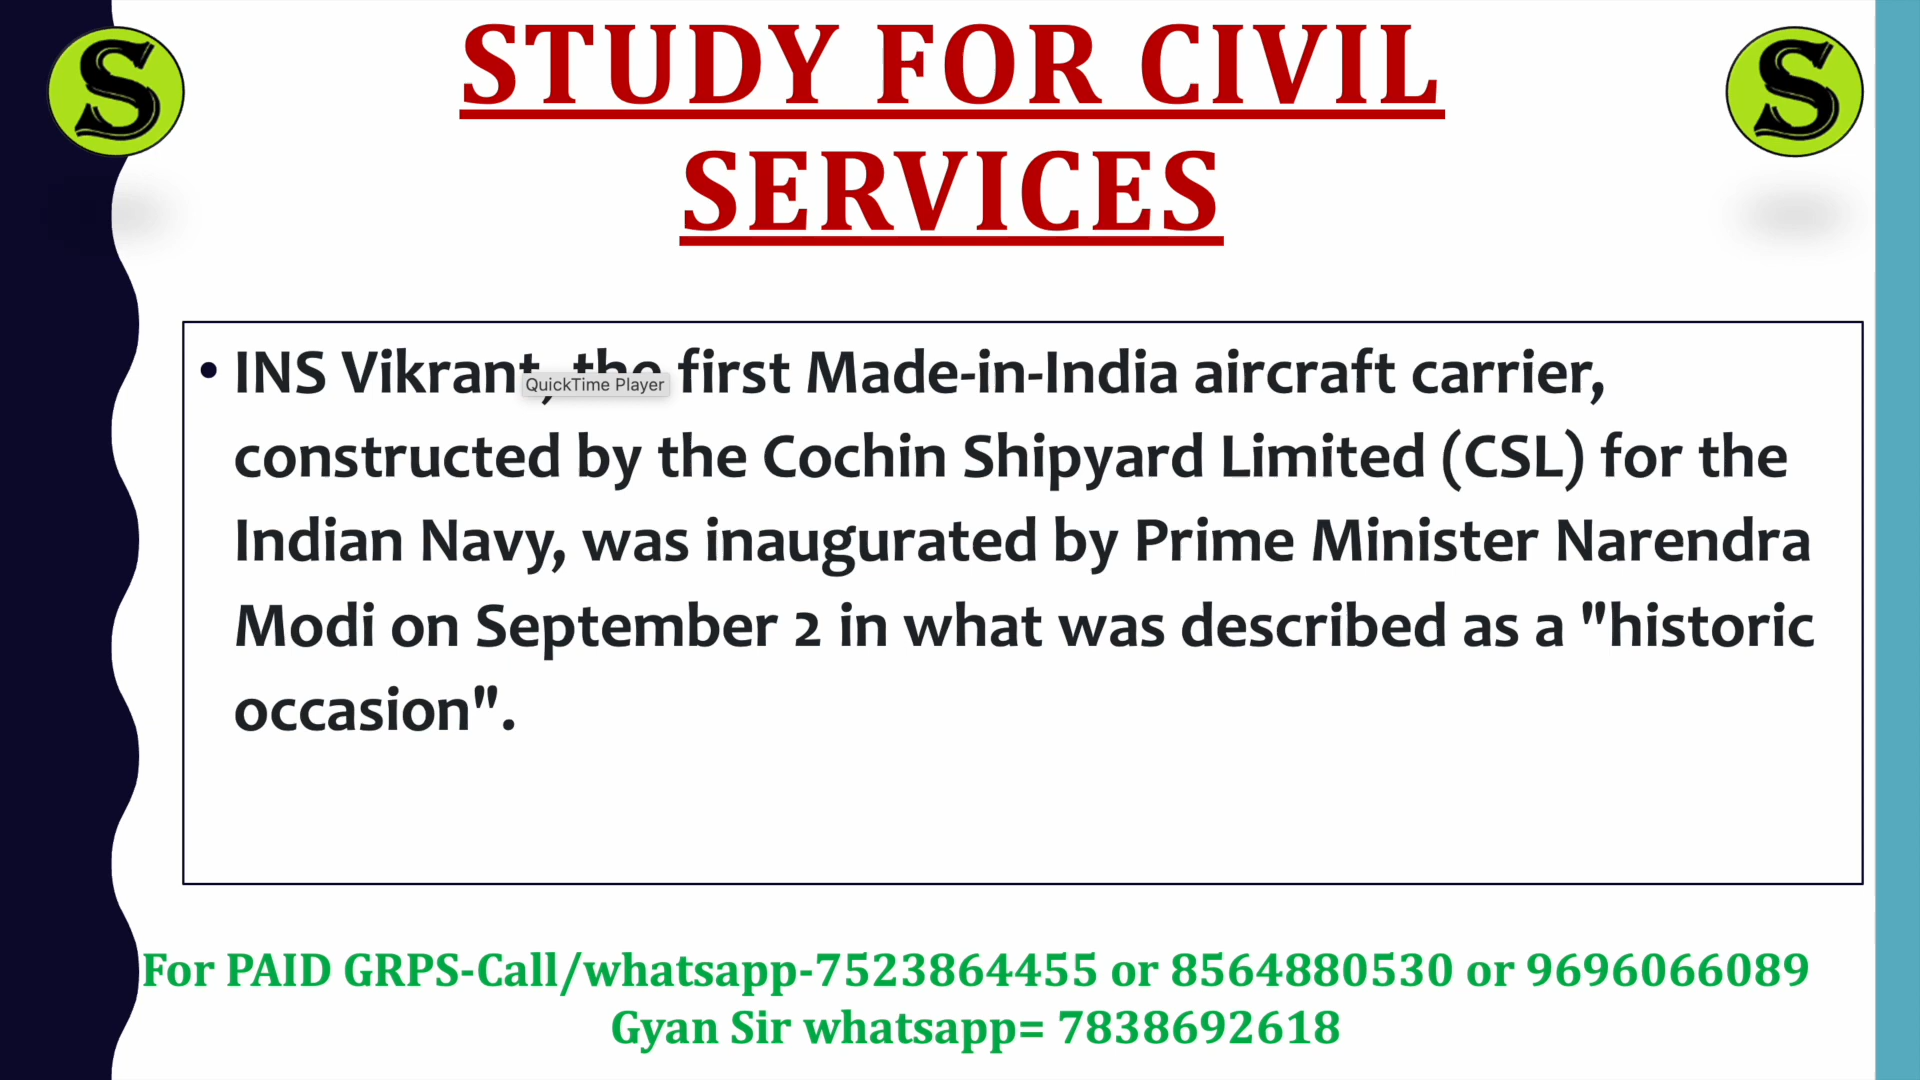 S
S
STUDY FOR CIVIL
SERVICES
• INS Vikrant, the first Made-in-India aircraft carrier,
QuickTime Player
constructed by the Cochin Shipyard Limited (CSL) for the
Indian Navy, was inaugurated by Prime Minister Narendra
Modi on September 2 in what was described as a "historic
occasion".
For PAID GRPS-Call/whatsapp-7523864455 or 8564880530 or 9696066089
Gyan Sir whatsapp= 7838692618